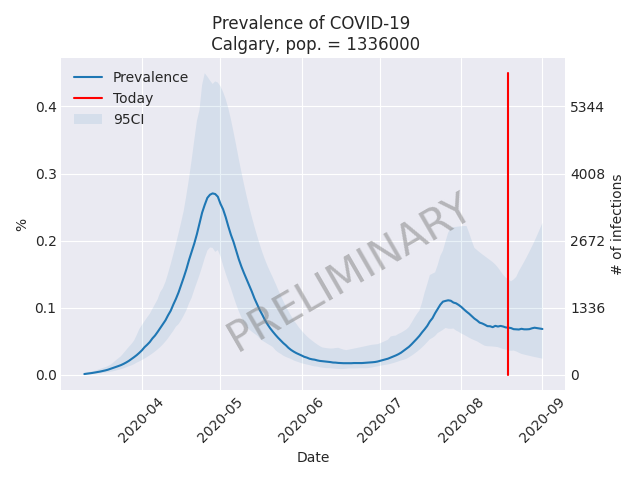 Prevalence of COVID-19
Calgary, pop. = 1336000
Prevalence
Today
95CI
PRELIMINARY
%
0.4
0.3
0.2
0.1
0.0
5344
4008
2672
1336
0
# of infections
2020-04
2020-05
2020-06
2020-07
2020-08
2020-09
Date